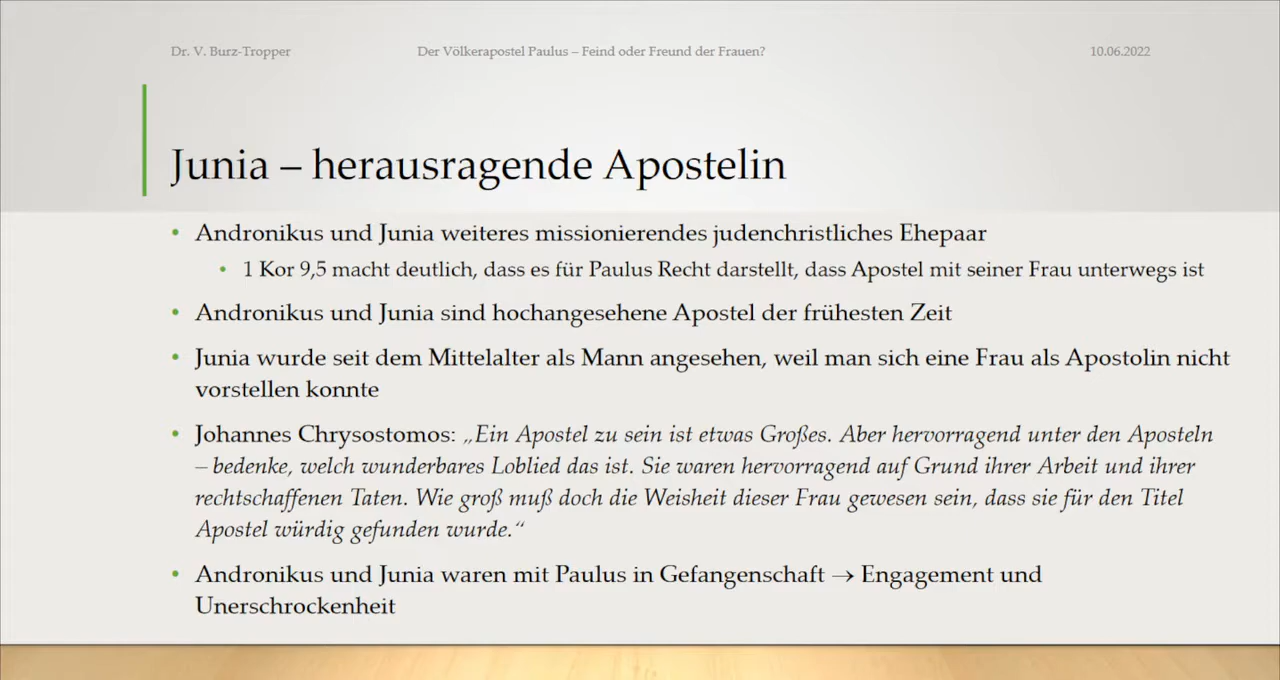 Dr. V. Burz-Tropper
Der Völkerapostel Paulus – Feind oder Freund der Frauen?
10.06.2022
Junia – herausragende Apostelin
• Andronikus und Junia weiteres missionierendes judenchristliches Ehepaar
• 1 Kor 9,5 macht deutlich, dass es für Paulus Recht darstellt, dass Apostel mit seiner Frau unterwegs ist
• Andronikus und Junia sind hochangesehene Apostel der frühesten Zeit
• Junia wurde seit dem Mittelalter als Mann angesehen, weil man sich eine Frau als Apostolin nicht
vorstellen konnte
• Johannes Chrysostomos: „Ein Apostel zu sein ist etwas Großes. Aber hervorragend unter den Aposteln
– bedenke, welch wunderbares Loblied das ist. Sie waren hervorragend auf Grund ihrer Arbeit und ihrer
rechtschaffenen Taten. Wie groß muß doch die Weisheit dieser Frau gewesen sein, dass sie für den Titel
Apostel würdig gefunden wurde.“
• Andronikus und Junia waren mit Paulus in Gefangenschaft → Engagement und
Unerschrockenheit